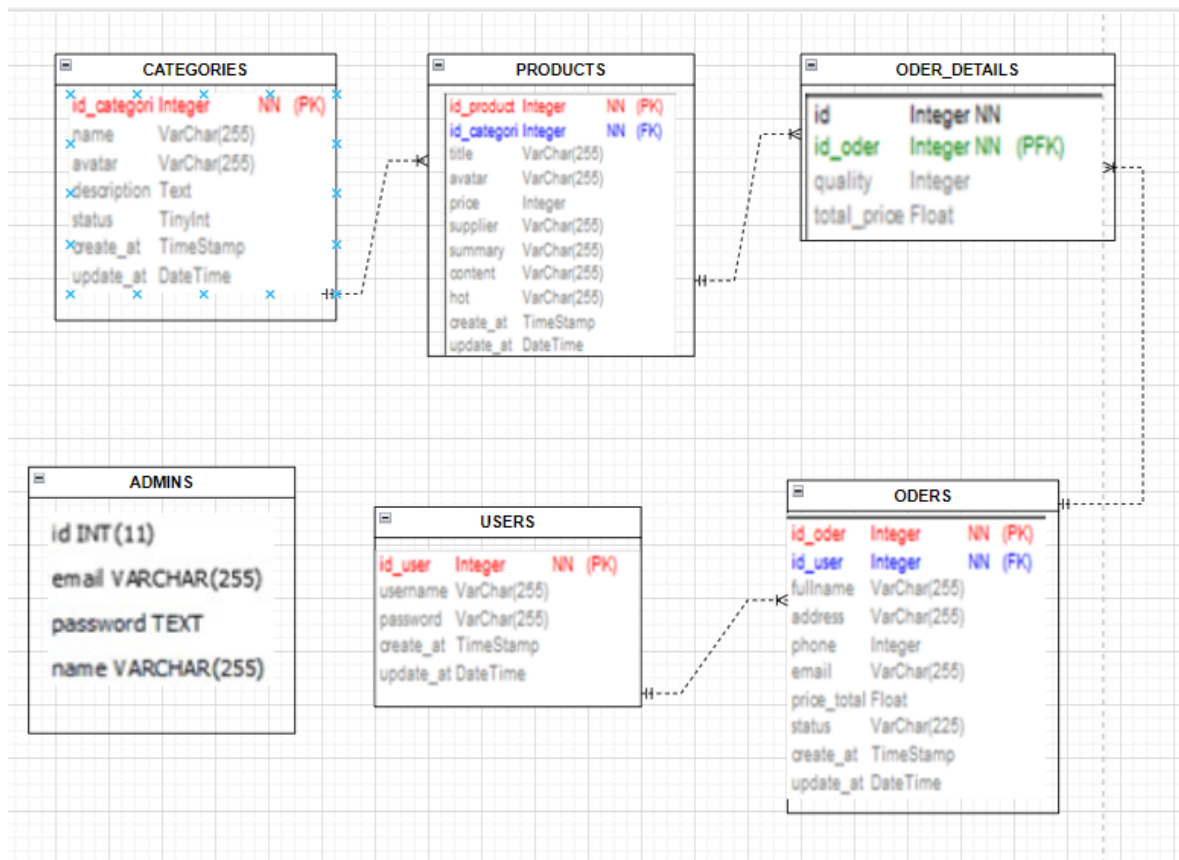 CATEGORIES
id_categori Integer NN (PK)
name VarChar(255)
avatar VarChar(255)
description Text
status TinyInt
create_at TimeStamp
update_at DateTime
PRODUCTS
id_product Integer NN (PK)
id_categori Integer NN (FK)
title VarChar(255)
avatar VarChar(255)
price Integer
supplier VarChar(255)
summary VarChar(255)
content VarChar(255)
hot VarChar(255)
create_at TimeStamp
update_at DateTime
ODER_DETAILS
id Integer NN
id_oder Integer NN (PFK)
quality Integer
total_price Float
ADMINS
id INT(11)
email VARCHAR(255)
password TEXT
name VARCHAR(255)
USERS
id_user Integer NN (PK)
username VarChar(255)
password VarChar(255)
create_at TimeStamp
update_at DateTime
ODERS
id_oder Integer NN (PK)
id_user Integer NN (FK)
fullname VarChar(255)
address VarChar(255)
phone Integer
email VarChar(255)
price_total Float
status VarChar(225)
create_at TimeStamp
update_at DateTime